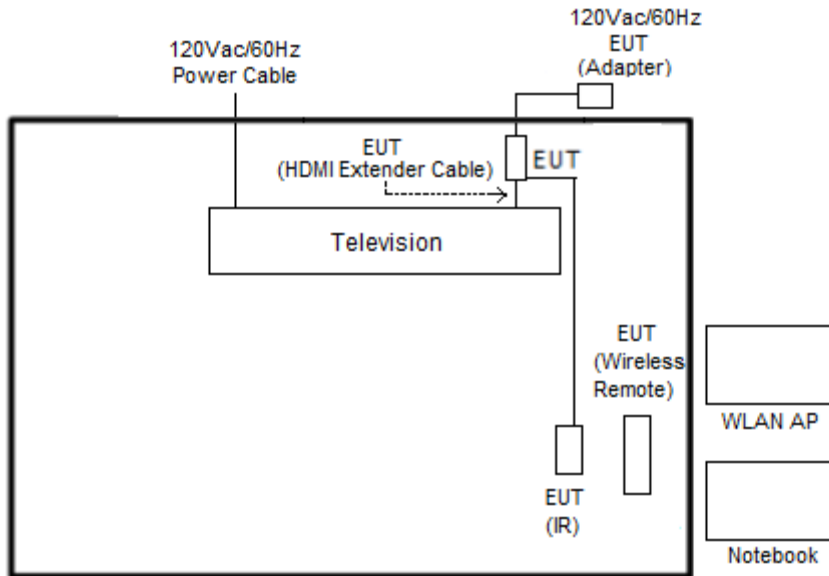 120Vac/60Hz
Power Cable
120Vac/60Hz
EUT
(Adapter)
EUT
(HDMI Extender Cable)
EUT
Television
EUT
(Wireless
Remote)
WLAN AP
EUT
(IR)
Notebook